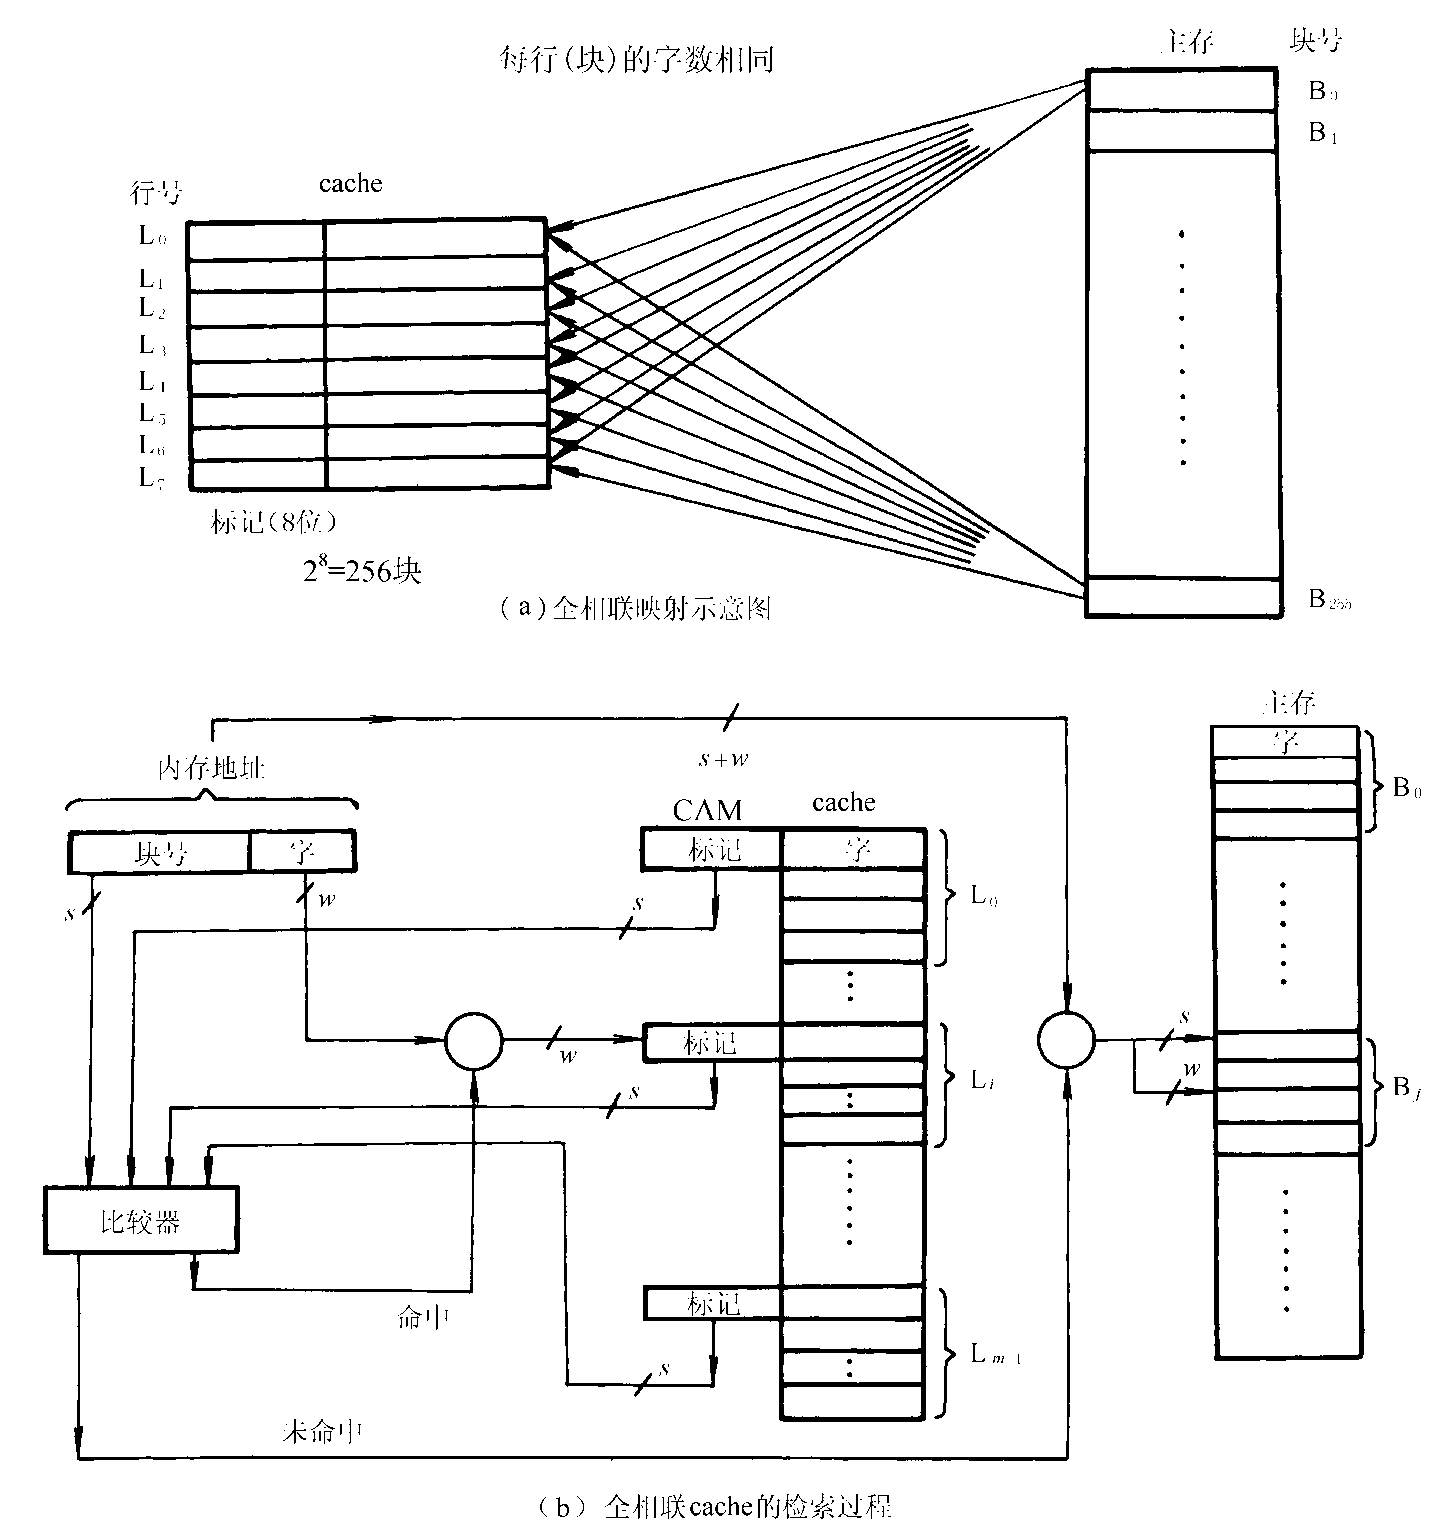 每行(块)的字数相同
主存 块号
B0
B1
行号 cache
L0
L1
L2
L3
L4
L5
L6
L7
标记(8位)
2^8=256块
B255
(a)全相联映射示意图
主存
字
B0
s+w
内存地址
块号 字
CAM cache
标记 字
s w
s
L0
w
标记
Li
s
w
Bj
s
比较器
命中
标记
s
Lm-1
未命中
(b) 全相联cache的检索过程